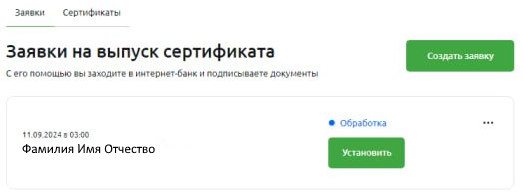 Заявки Сертификаты
Заявки на выпуск сертификата
Создать заявку
С его помощью вы заходите в интернет-банк и подписываете документы
Обработка
11.09.2024 в 03:00
Фамилия Имя Отчество
Установить